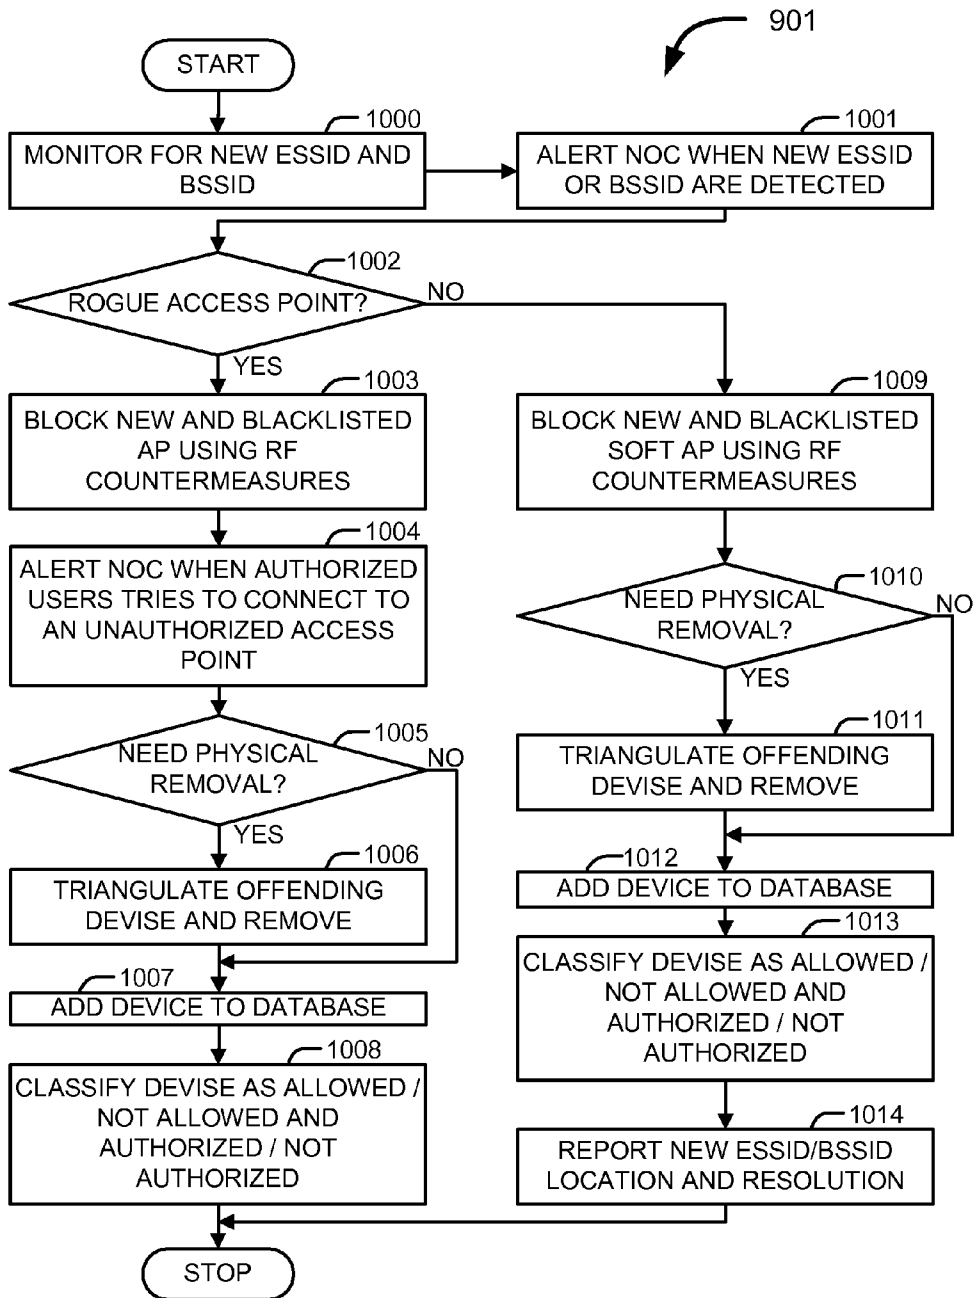 901
START
1000
MONITOR FOR NEW ESSID AND
BSSID
1001
ALERT NOC WHEN NEW ESSID
OR BSSID ARE DETECTED
1002
ROGUE ACCESS POINT?
NO
YES
1003
BLOCK NEW AND BLACKLISTED
AP USING RF
COUNTERMEASURES
1004
ALERT NOC WHEN AUTHORIZED
USERS TRIES TO CONNECT TO
AN UNAUTHORIZED ACCESS
POINT
1005
NEED PHYSICAL
REMOVAL?
NO
YES
1006
TRIANGULATE OFFENDING
DEVISE AND REMOVE
1007
ADD DEVICE TO DATABASE
1008
CLASSIFY DEVISE AS ALLOWED /
NOT ALLOWED AND
AUTHORIZED / NOT
AUTHORIZED
1009
BLOCK NEW AND BLACKLISTED
SOFT AP USING RF
COUNTERMEASURES
1010
NEED PHYSICAL
REMOVAL?
NO
YES
1011
TRIANGULATE OFFENDING
DEVISE AND REMOVE
1012
ADD DEVICE TO DATABASE
1013
CLASSIFY DEVISE AS ALLOWED /
NOT ALLOWED AND
AUTHORIZED / NOT
AUTHORIZED
1014
REPORT NEW ESSID/BSSID
LOCATION AND RESOLUTION
STOP